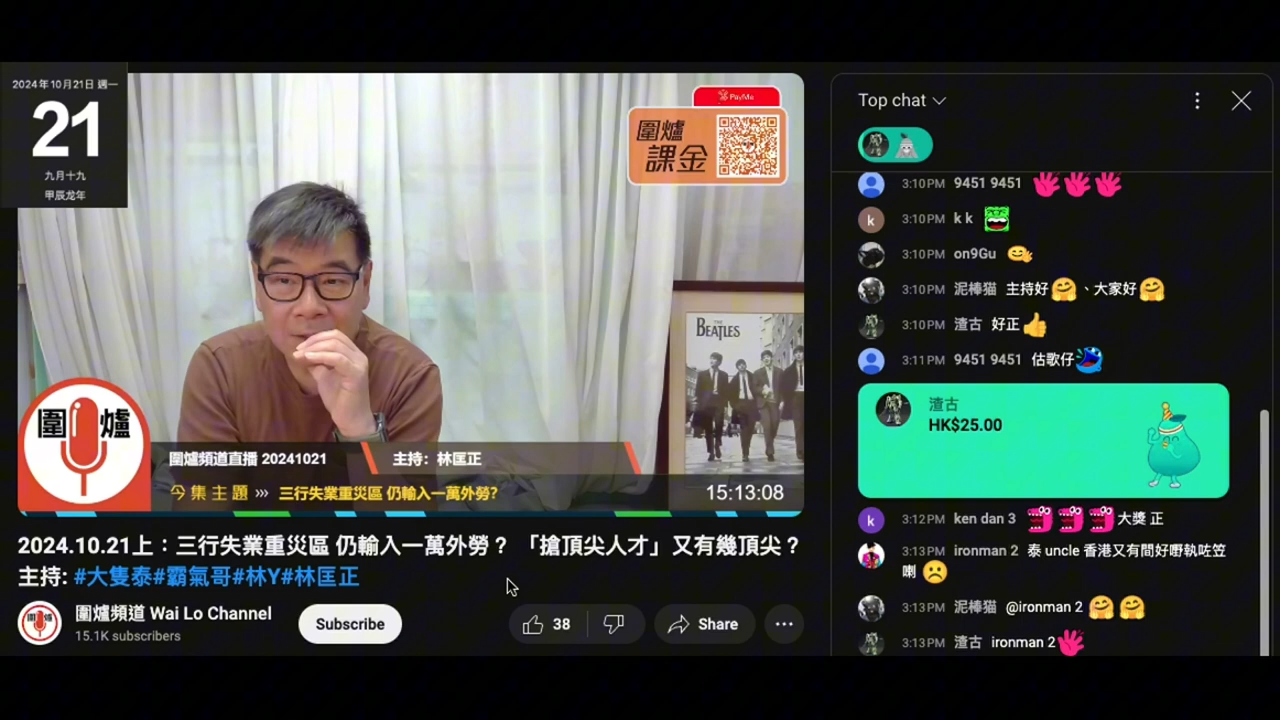 2024年10月21日 週一
21
九月十九
甲辰龙年
PayMe
圍爐
課金
THE
BEATLES
圍爐
圍爐頻道直播 20241021 主持：林匡正
今集主題 >>> 三行失業重災區 仍輸入一萬外勞?
15:13:08
2024.10.21上：三行失業重災區 仍輸入一萬外勞？ 「搶頂尖人才」又有幾頂尖？
主持: #大隻泰#霸氣哥#林Y#林匡正
圍爐頻道 Wai Lo Channel
15.1K subscribers
Subscribe
38
Share
Top chat
3:10PM 9451 9451
3:10PM k k
3:10PM on9Gu
3:10PM 泥棒猫 主持好🤗、大家好🤗
3:10PM 渣古 好正👍
3:11PM 9451 9451 估歌仔
渣古
HK$25.00
3:12PM ken dan 3 大獎 正
3:13PM ironman 2 泰 uncle 香港又有間好嘢執咗笠
喇 ☹️
3:13PM 泥棒猫 @ironman 2 🤗🤗
3:13PM 渣古 ironman 2
k
k